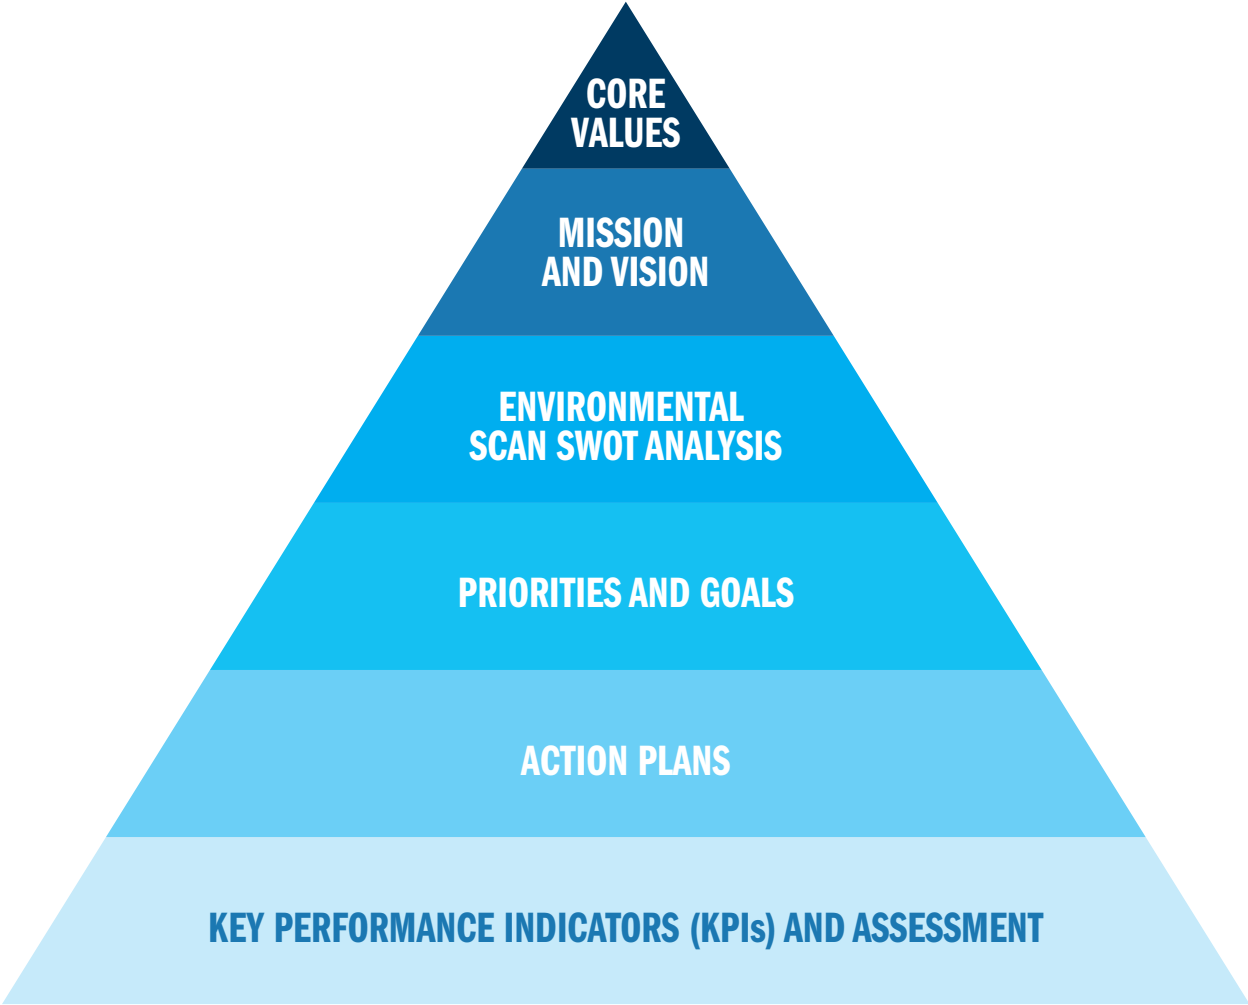 CORE
VALUES
MISSION
AND VISION
ENVIRONMENTAL
SCAN SWOT ANALYSIS
PRIORITIES AND GOALS
ACTION PLANS
KEY PERFORMANCE INDICATORS (KPIs) AND ASSESSMENT